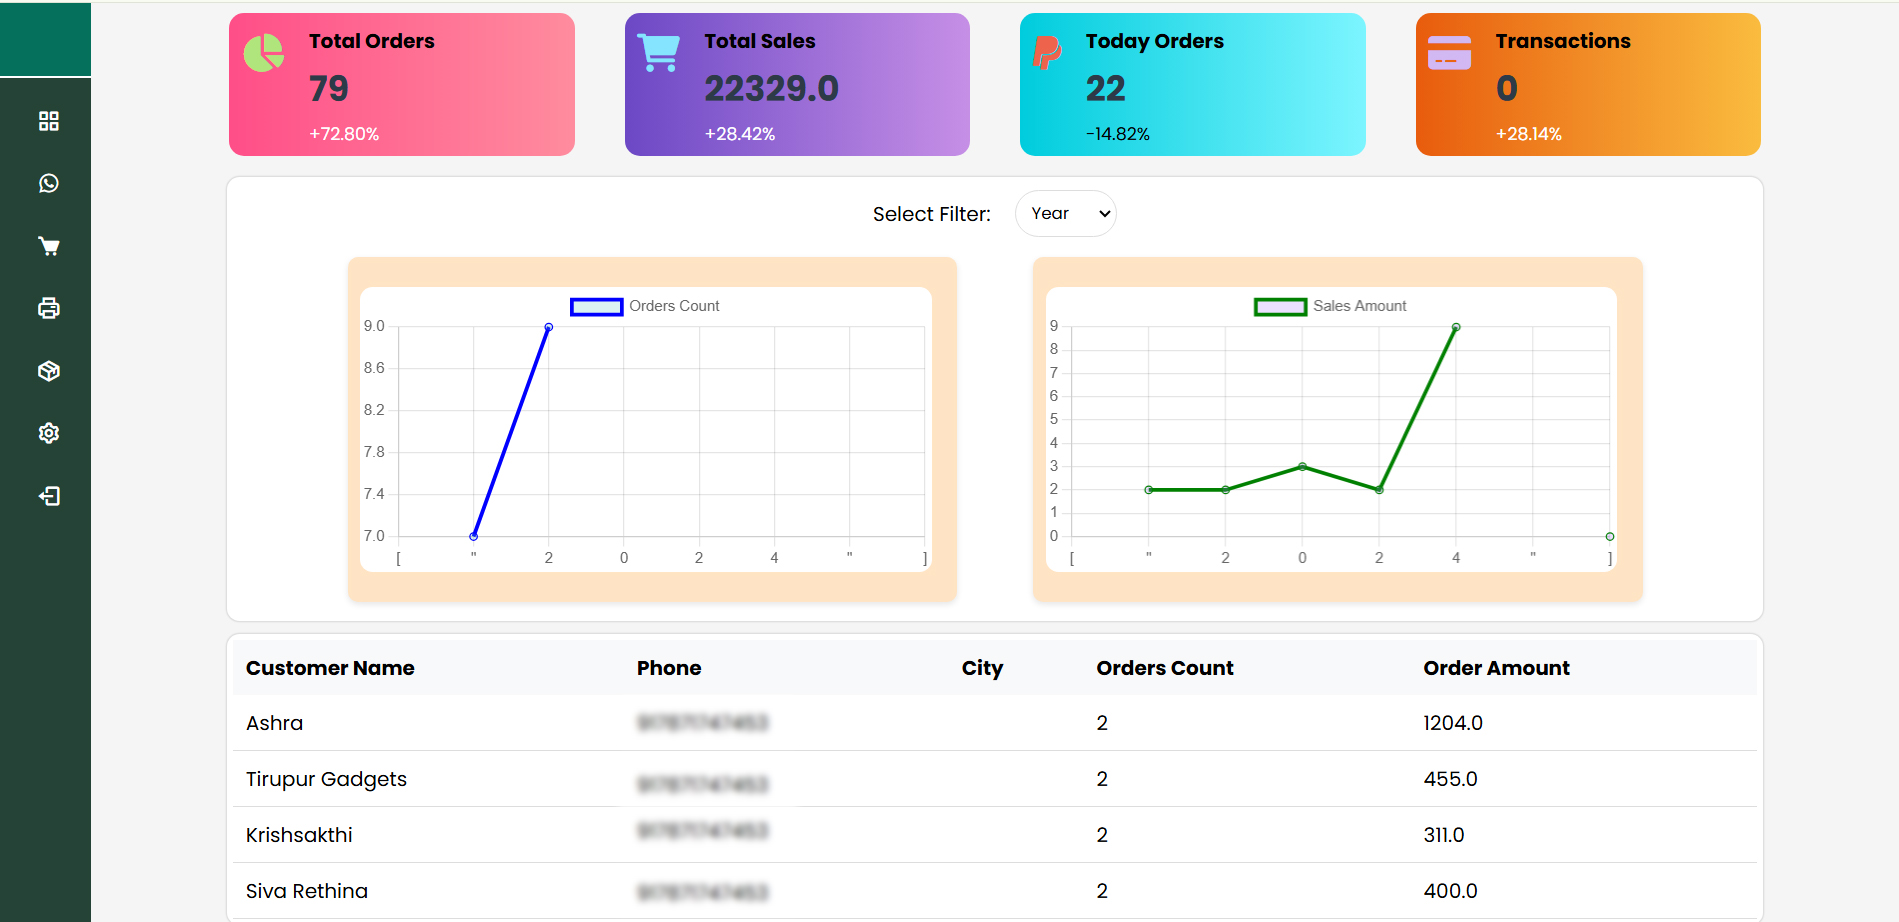 Total Orders
79
+72.80%
Total Sales
22329.0
+28.42%
Today Orders
22
-14.82%
Transactions
0
+28.14%
Select Filter: Year
Orders Count
9.0
8.6
8.2
7.8
7.4
7.0
[ " 2 0 2 4 " ]
Sales Amount
9
8
7
6
5
4
3
2
1
0
[ " 2 0 2 4 " ]
Customer Name Phone City Orders Count Order Amount
Ashra 2 1204.0
Tirupur Gadgets 2 455.0
Krishsakthi 2 311.0
Siva Rethina 2 400.0